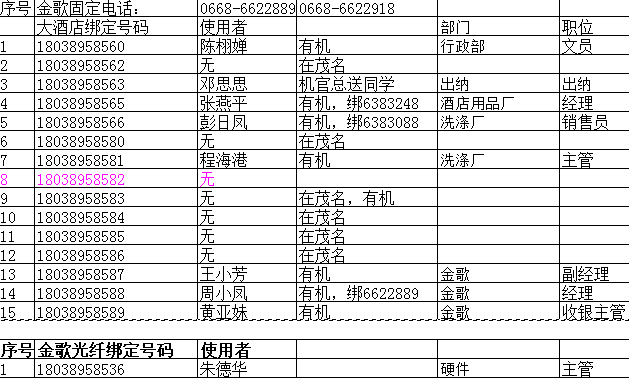 序号 金歌固定电话: 0668-6622889 0668-6622918
大酒店绑定号码 使用者 部门 职位
1 18038958560 陈栩婵 有机 行政部 文员
2 18038958562 无 在茂名
3 18038958563 邓思思 机官总送同学 出纳 出纳
4 18038958565 张燕平 有机，绑6383248 酒店用品厂 经理
5 18038958566 彭日凤 有机，绑6383088 洗涤厂 销售员
6 18038958580 无 在茂名
7 18038958581 程海港 有机 洗涤厂 主管
8 18038958582 无
9 18038958583 无 在茂名，有机
10 18038958584 无 在茂名
11 18038958585 无 在茂名
12 18038958586 无 在茂名
13 18038958587 王小芳 有机 金歌 副经理
14 18038958588 周小凤 有机，绑6622889 金歌 经理
15 18038958589 黄亚妹 有机 金歌 收银主管
序号 金歌光纤绑定号码 使用者
1 18038958536 朱德华 硬件 主管